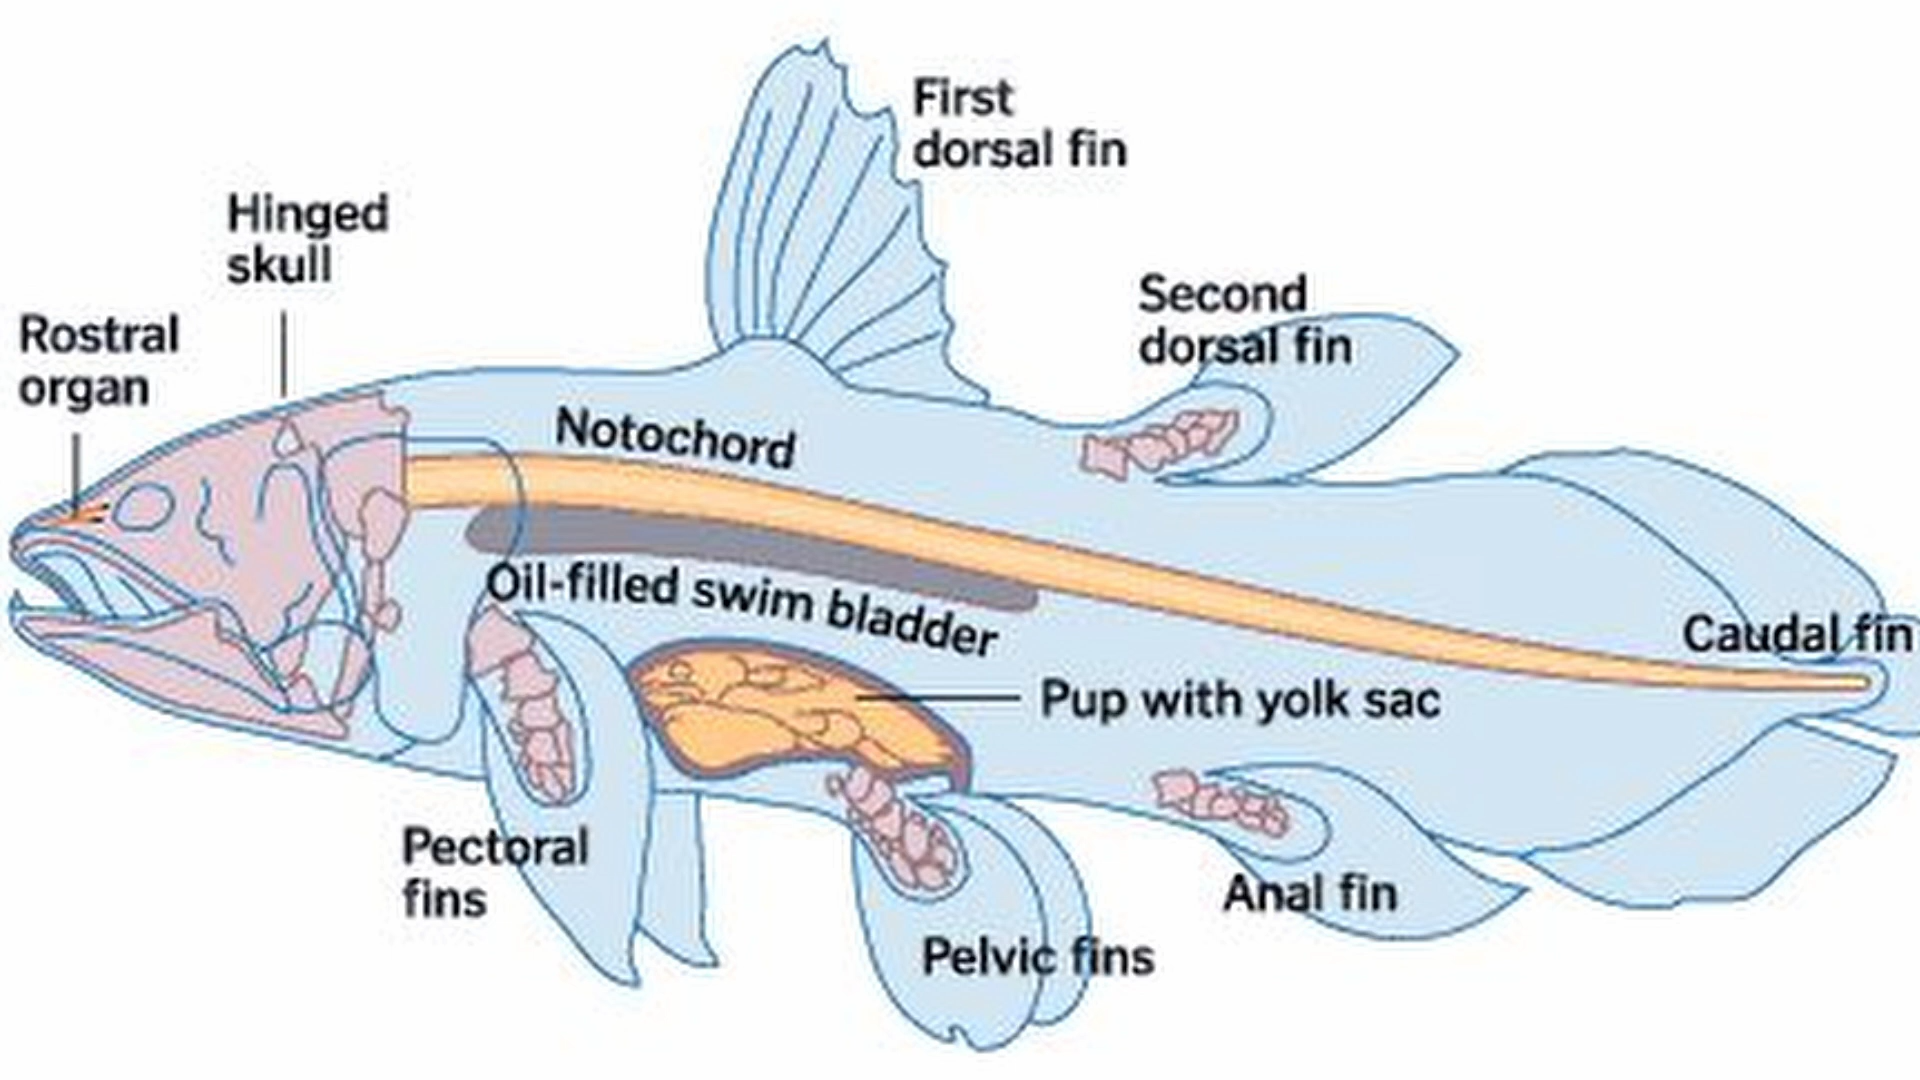 First
dorsal fin
Hinged
skull
Second
dorsal fin
Rostral
organ
Notochord
Oil-filled swim bladder
Caudal fin
Pup with yolk sac
Pectoral
fins
Anal fin
Pelvic fins